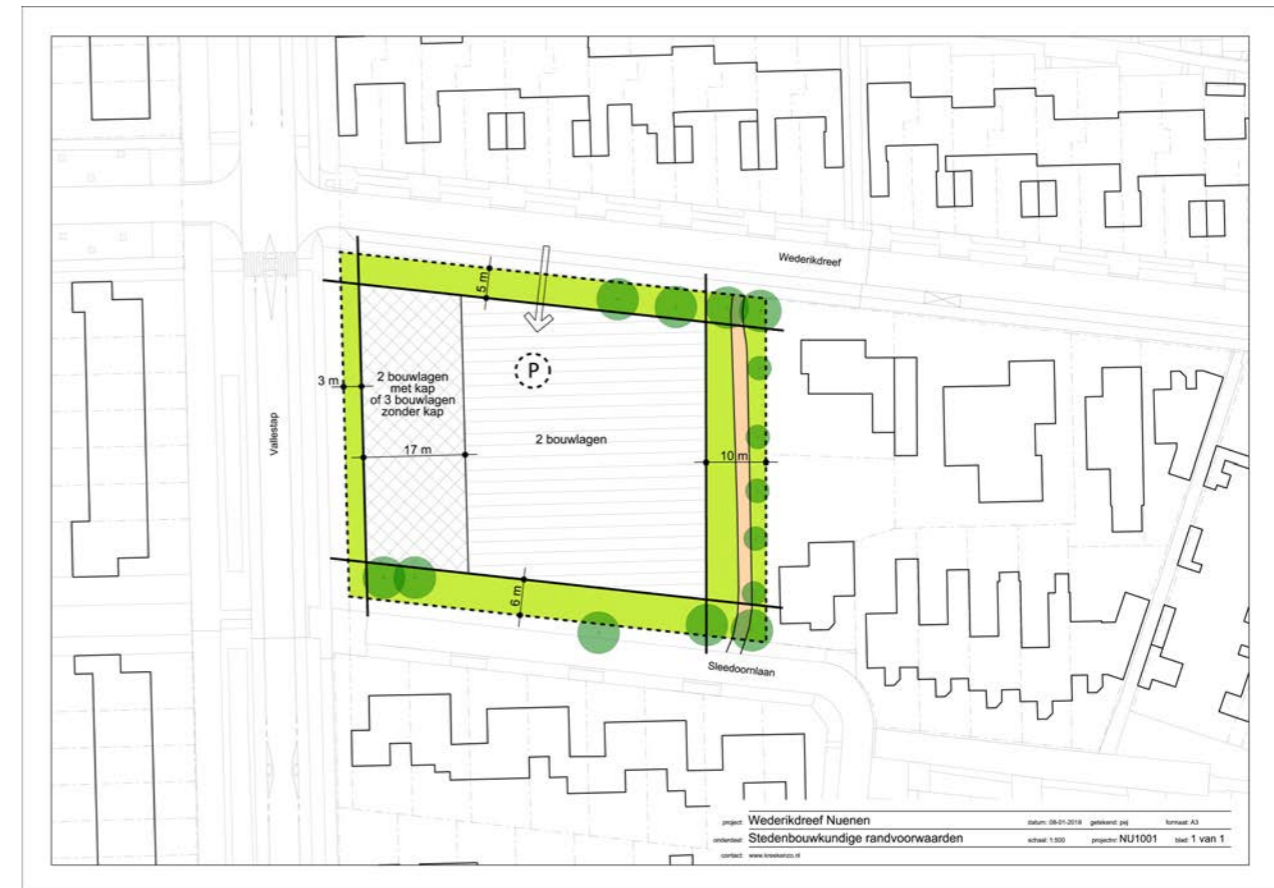 Wederikdreef
5 m
P
3 m
2 bouwlagen
met kap
of 3 bouwlagen
zonder kap
2 bouwlagen
17 m
10 m
Vallestap
6 m
Sleedoornlaan
project: Wederikdreef Nuenen datum: 08-01-2018 getekend: pwj formaat: A3
onderdeel: Stedenbouwkundige randvoorwaarden schaal: 1:500 projectnr: NU1001 blad: 1 van 1
contact: www.kreekenzo.nl